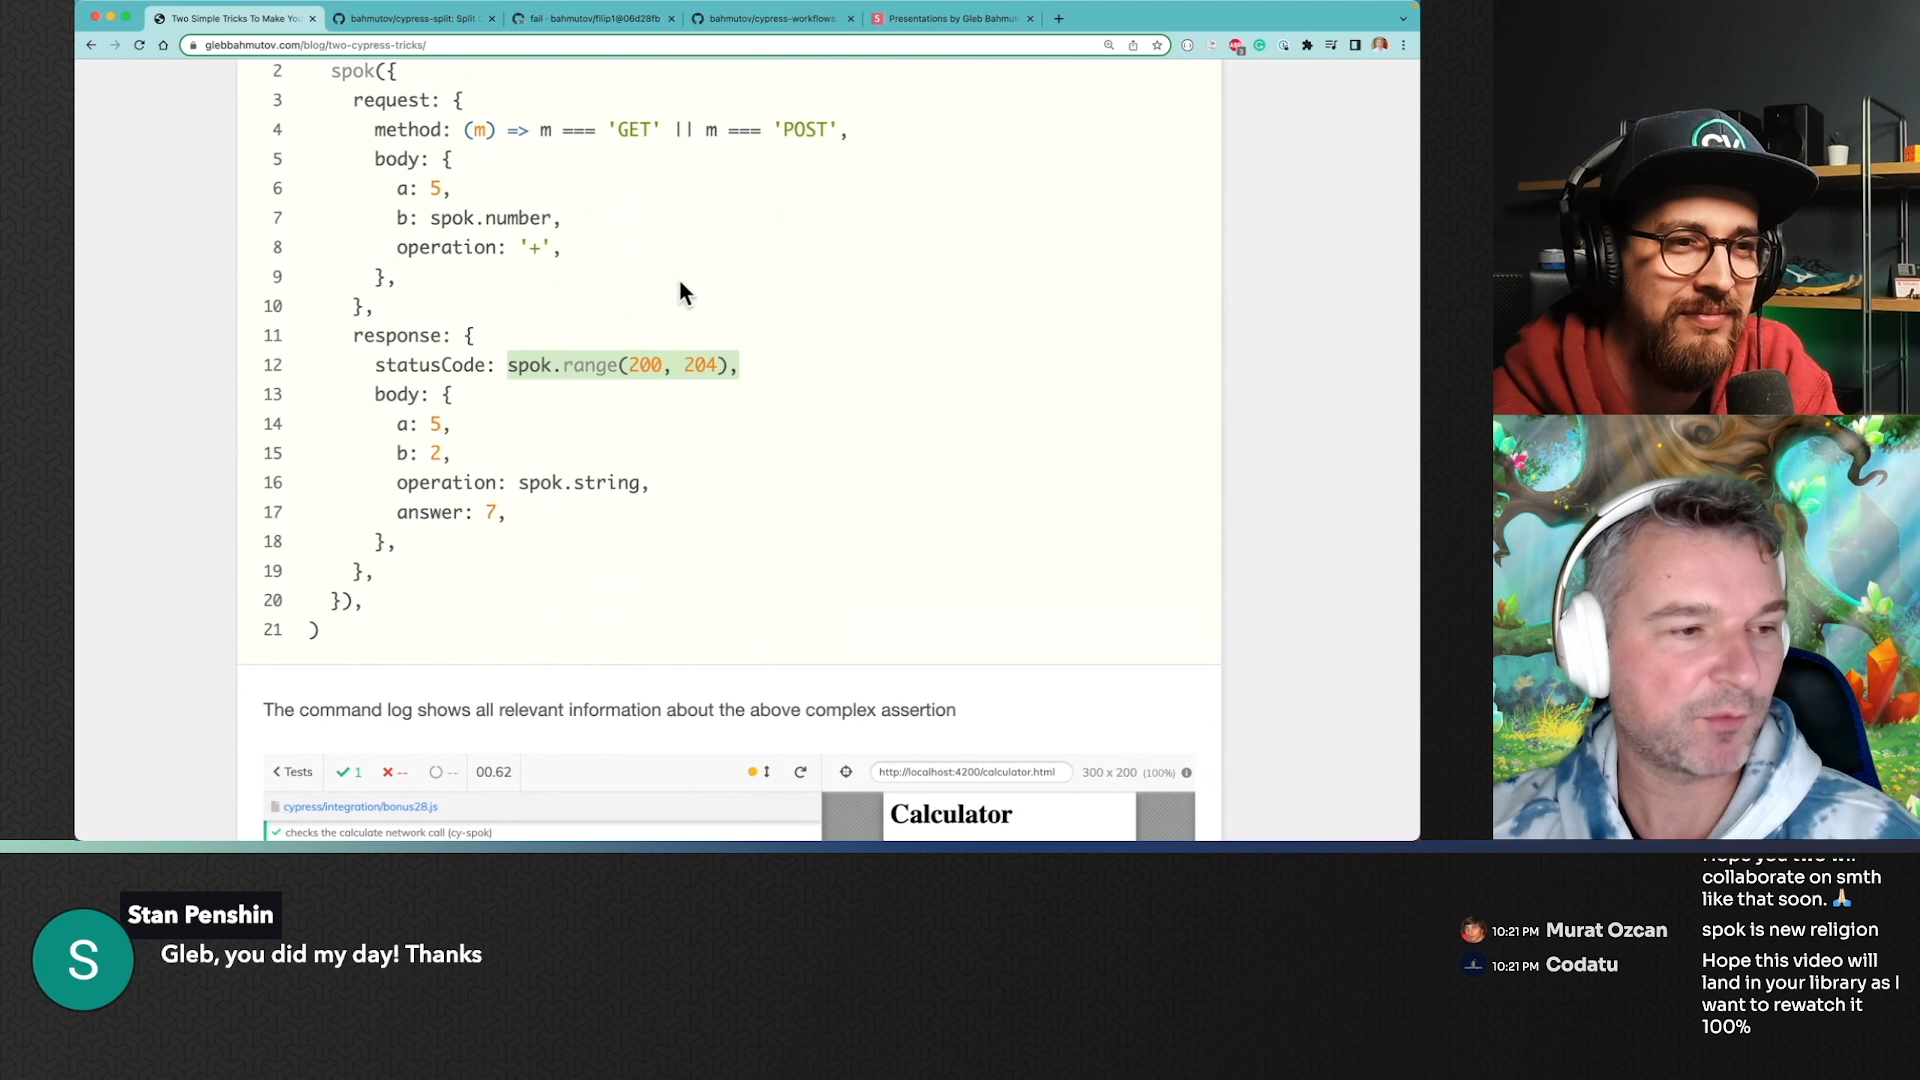 Two Simple Tricks To Make You
bahmutov/cypress-split: Split
fail · bahmutov/filip1@06d28fb
bahmutov/cypress-workflows:
Presentations by Gleb Bahmut
glebbahmutov.com/blog/two-cypress-tricks/
2 spok({
3 request: {
4 method: (m) => m === 'GET' || m === 'POST',
5 body: {
6 a: 5,
7 b: spok.number,
8 operation: '+',
9 },
10 },
11 response: {
12 statusCode: spok.range(200, 204),
13 body: {
14 a: 5,
15 b: 2,
16 operation: spok.string,
17 answer: 7,
18 },
19 },
20 }),
21 )
The command log shows all relevant information about the above complex assertion
Tests 1 -- -- 00.62
http://localhost:4200/calculator.html 300 x 200 (100%)
cypress/integration/bonus28.js
checks the calculate network call (cy-spok)
Calculator
CY
S
Stan Penshin
Gleb, you did my day! Thanks
collaborate on smth
like that soon. 🙏🏻
10:21 PM Murat Ozcan spok is new religion
10:21 PM Codatu Hope this video will
land in your library as I
want to rewatch it
100%